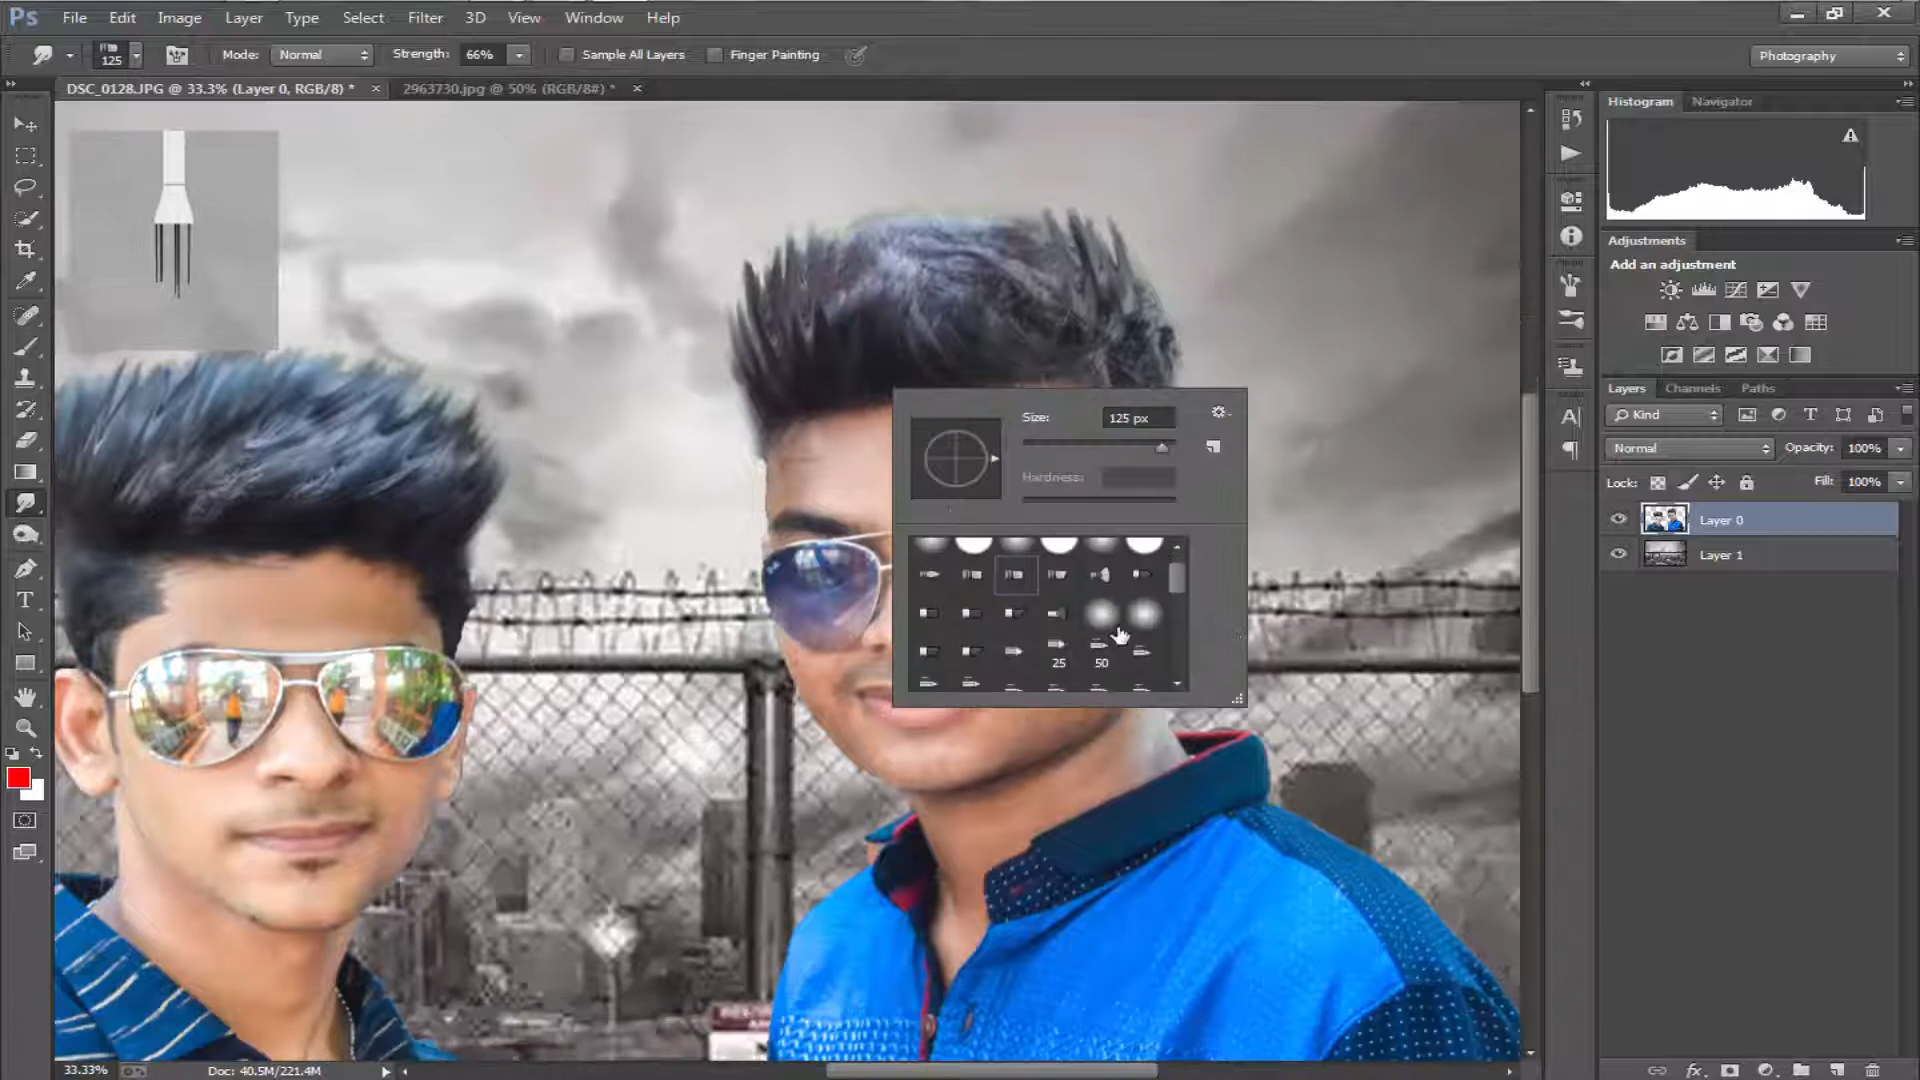 Ps File Edit Image Layer Type Select Filter 3D View Window Help
125 Mode: Normal Strength: 66% Sample All Layers Finger Painting Photography
DSC_0128.JPG @ 33.3% (Layer 0, RGB/8) * × 2963730.jpg @ 50% (RGB/8#) * ×
Histogram Navigator
Adjustments
Add an adjustment
Layers Channels Paths
Kind
Normal Opacity: 100%
Lock: Fill: 100%
Layer 0
Layer 1
Size: 125 px
Hardness:
25 50
33.33% Doc: 40.5M/221.4M